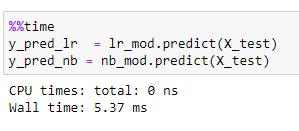 %%time
y_pred_lr  = lr_mod.predict(X_test)
y_pred_nb = nb_mod.predict(X_test)
CPU times: total: 0 ns
Wall time: 5.37 ms